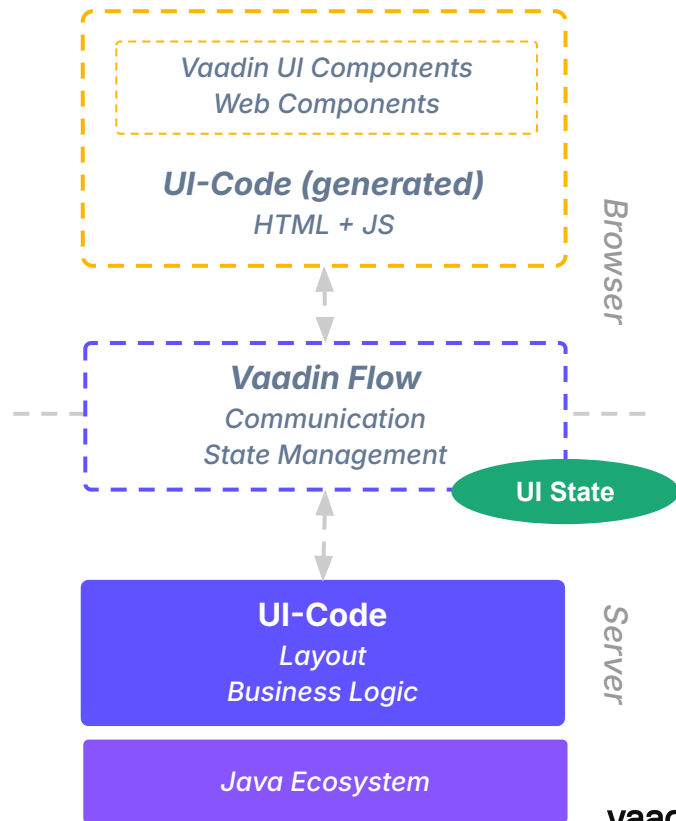 Vaadin UI Components
Web Components
UI-Code (generated)
HTML + JS
Browser
Vaadin Flow
Communication
State Management
UI State
UI-Code
Layout
Business Logic
Server
Java Ecosystem